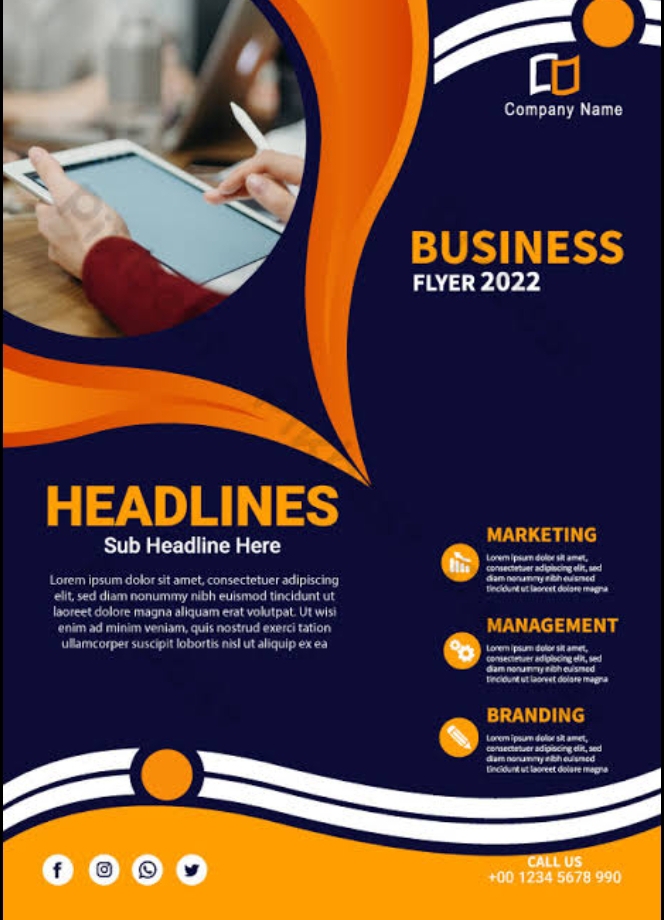 Company Name
BUSINESS
FLYER 2022
HEADLINES
Sub Headline Here
Lorem ipsum dolor sit amet, consectetuer adipiscing
elit, sed diam nonummy nibh euismod tincidunt ut
laoreet dolore magna aliquam erat volutpat. Ut wisi
enim ad minim veniam, quis nostrud exerci tation
ullamcorper suscipit lobortis nisl ut aliquip ex ea
MARKETING
Lorem ipsum dolor sit amet,
consectetuer adipiscing elit, sed
diam nonummy nibh euismod
tincidunt ut laoreet dolore magna
MANAGEMENT
Lorem ipsum dolor sit amet,
consectetuer adipiscing elit, sed
diam nonummy nibh euismod
tincidunt ut laoreet dolore magna
BRANDING
Lorem ipsum dolor sit amet,
consectetuer adipiscing elit, sed
diam nonummy nibh euismod
tincidunt ut laoreet dolore magna
CALL US
+00 1234 5678 990